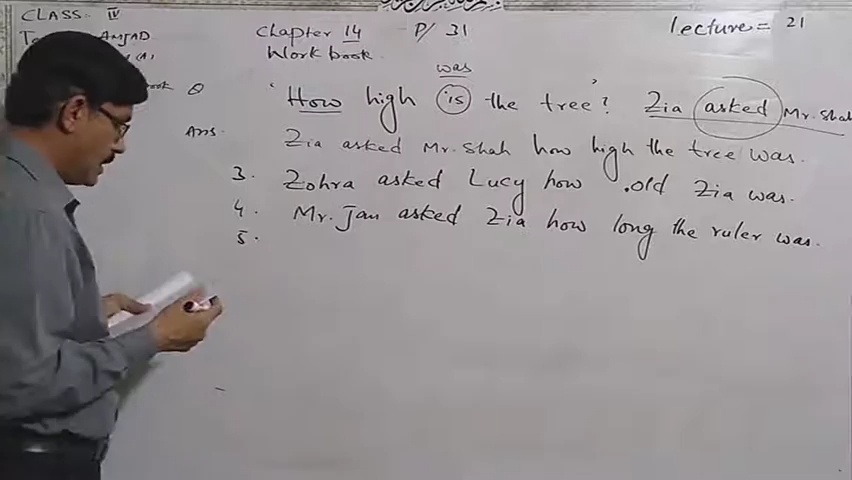 CLASS. IV
Chapter 14 P/31
lecture = 21
AMJAD
Workbook.
was
'How high is the tree'? Zia asked Mr. Shah
Ans. Zia asked Mr. Shah how high the tree was.
3. Zohra asked Lucy how old Zia was.
4. Mr. Jan asked Zia how long the ruler was.
5.